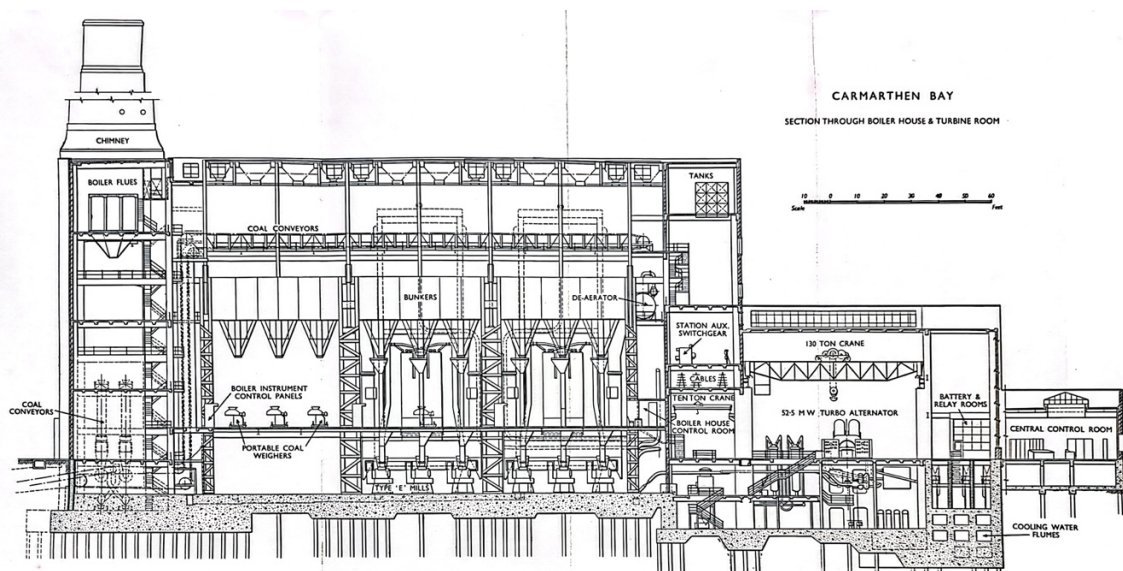 CARMARTHEN BAY
SECTION THROUGH BOILER HOUSE & TURBINE ROOM
10 0 10 20 30 40 50 60
Scale Feet
CHIMNEY
BOILER FLUES
TANKS
COAL CONVEYORS
BUNKERS
DE-AERATOR
STATION AUX.
SWITCHGEAR
130 TON CRANE
CABLES
TENTON CRANE
BOILER HOUSE
CONTROL ROOM
52·5 MW TURBO ALTERNATOR
BATTERY &
RELAY ROOMS
CENTRAL CONTROL ROOM
BOILER INSTRUMENT
CONTROL PANELS
COAL
CONVEYORS
PORTABLE COAL
WEIGHERS
TYPE 'E' MILLS
COOLING WATER
FLUMES